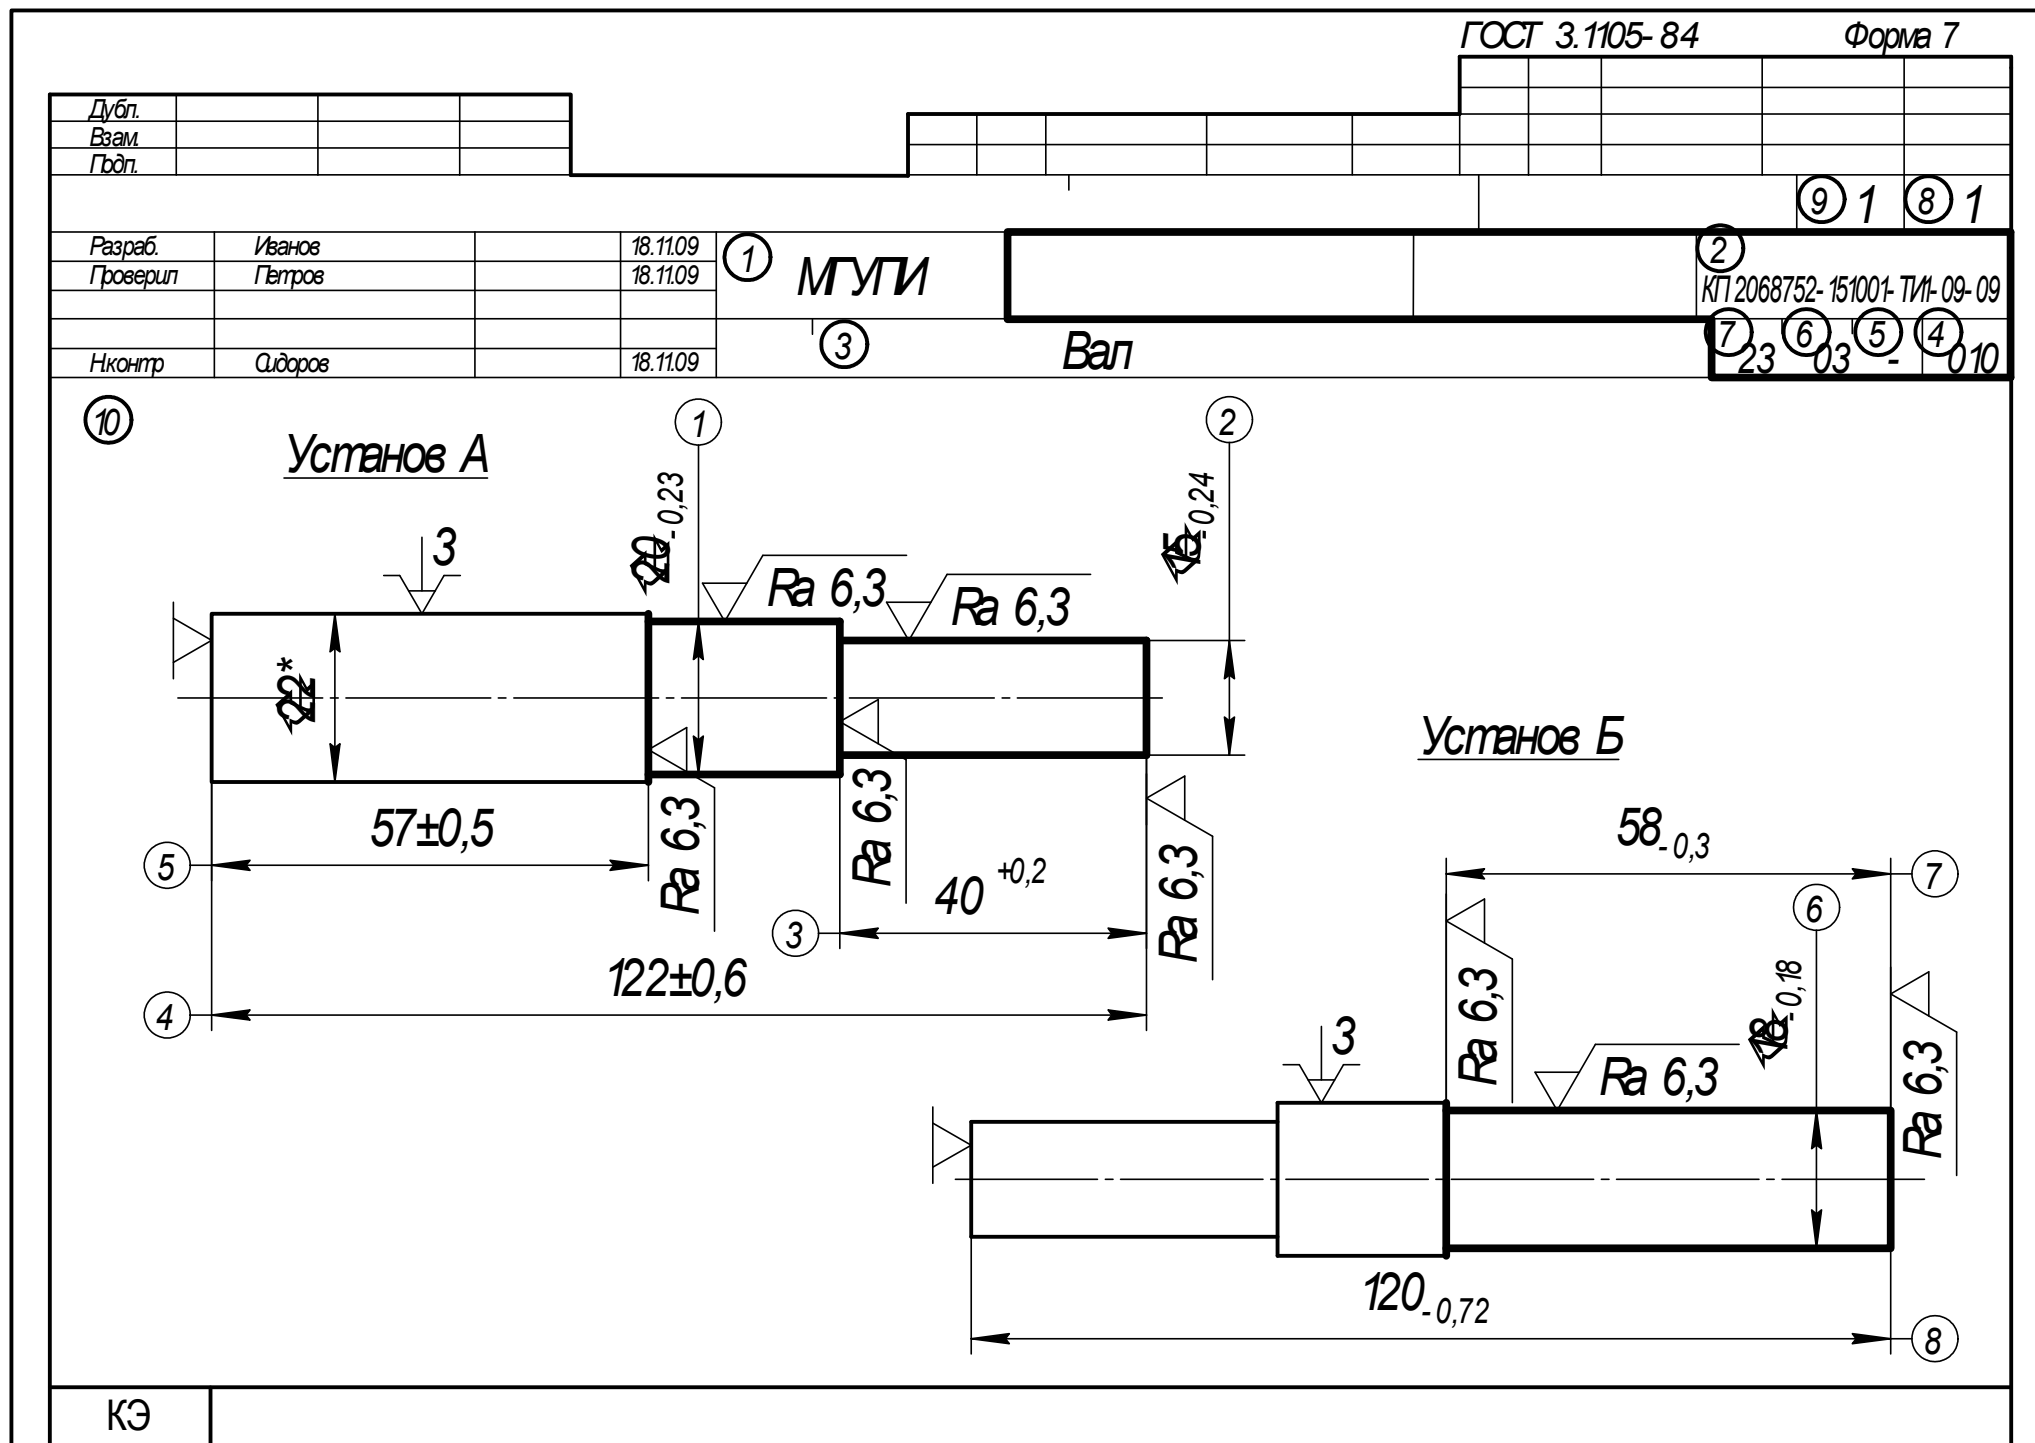 ГОСТ 3.1105-84 Форма 7
Дубл.
Взам.
Подп.
9 1 8 1
Разраб. Иванов 18.11.09
Проверил Петров 18.11.09
1 МГУПИ
2
КП 2068752-151001-ТИ1-09-09
Н.контр Сидоров 18.11.09
3 Вал
7 23 6 03 5 - 4 010
10
Установ А
1
2
20-0,23
15-0,24
3
Ra 6,3
Ra 6,3
22*
57±0,5
5
Ra 6,3
Ra 6,3
Ra 6,3
40 +0,2
3
122±0,6
4
Установ Б
58-0,3
7
6
Ra 6,3
18-0,18
3
Ra 6,3
Ra 6,3
120-0,72
8
КЭ